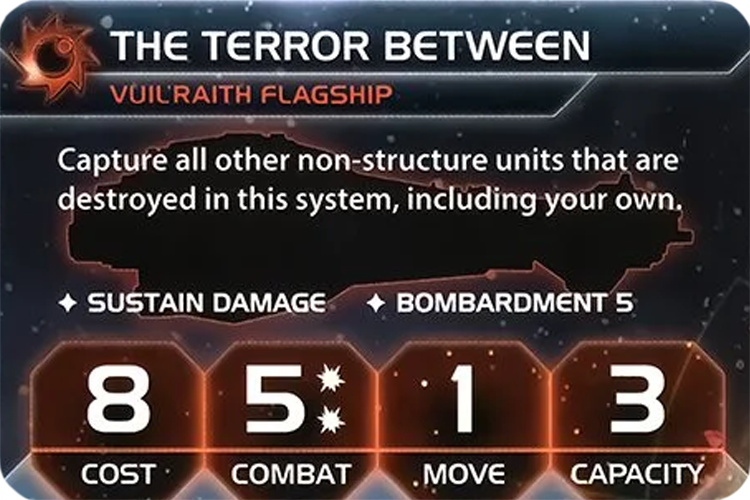 THE TERROR BETWEEN
VUIL'RAITH FLAGSHIP
Capture all other non-structure units that are
destroyed in this system, including your own.
SUSTAIN DAMAGE BOMBARDMENT 5
8 5 1 3
COST COMBAT MOVE CAPACITY